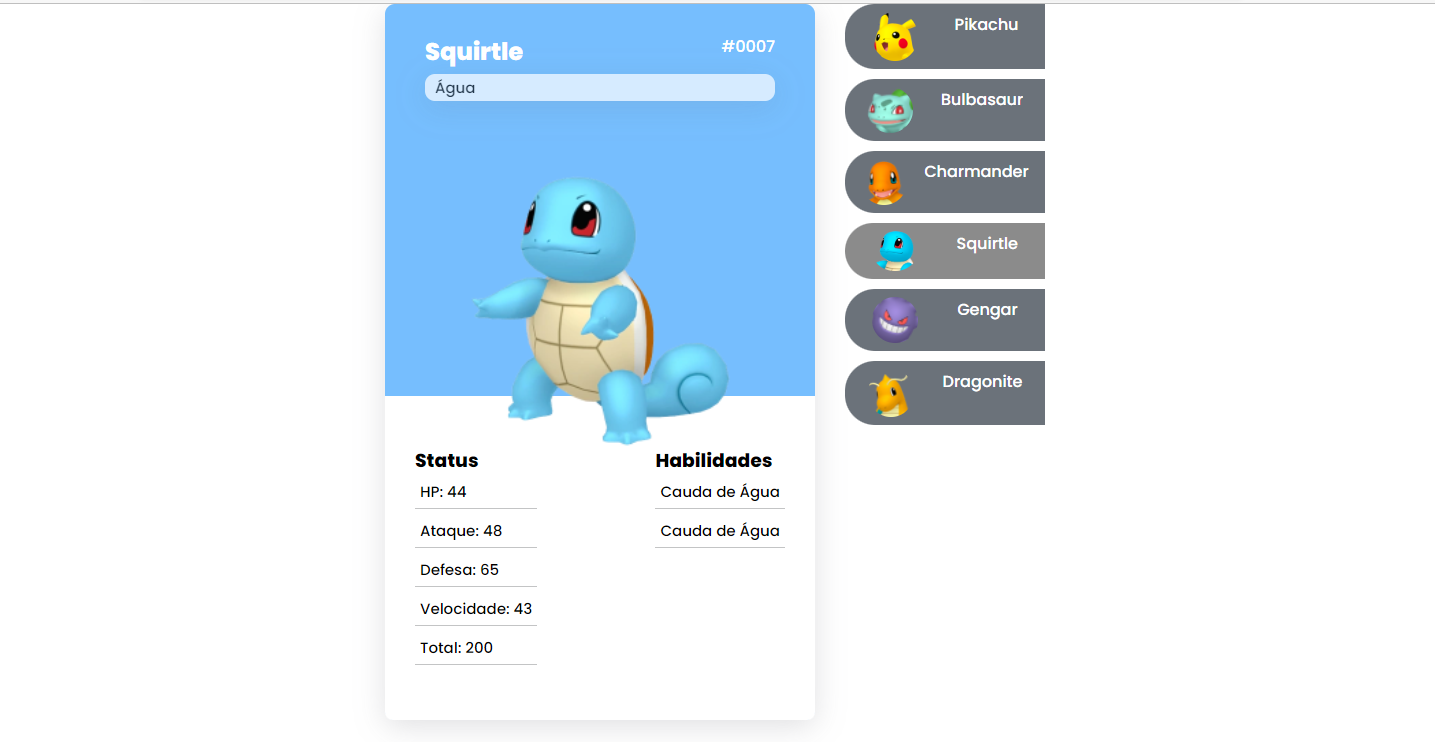 Squirtle
#0007
Água
Status
HP: 44
Ataque: 48
Defesa: 65
Velocidade: 43
Total: 200
Habilidades
Cauda de Água
Cauda de Água
Pikachu
Bulbasaur
Charmander
Squirtle
Gengar
Dragonite